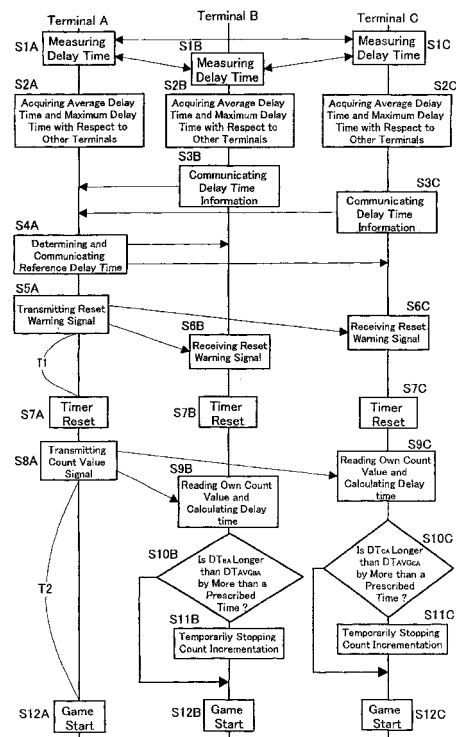 Terminal A
Terminal B
Terminal C
S1A
Measuring
Delay Time
S1B
Measuring
Delay Time
Measuring
Delay Time
S1C
S2A
Acquiring Average Delay
Time and Maximum Delay
Time with Respect to
Other Terminals
S2B
Acquiring Average Delay
Time and Maximum Delay
Time with Respect to
Other Terminals
S2C
Acquiring Average Delay
Time and Maximum Delay
Time with Respect to
Other Terminals
S3B
Communicating
Delay Time
Information
S3C
Communicating
Delay Time
Information
S4A
Determining and
Communicating
Reference Delay Time
S5A
Transmitting Reset
Warning Signal
S6B
Receiving Reset
Warning Signal
S6C
Receiving Reset
Warning Signal
T1
S7A
Timer
Reset
S7B
Timer
Reset
S7C
Timer
Reset
S8A
Transmitting
Count Value
Signal
S9B
Reading Own Count
Value and
Calculating Delay
time
S9C
Reading Own Count
Value and
Calculating Delay
time
T2
S10B
Is DTBA Longer
than DTAVGBA
by More than a
Prescribed
Time ?
S10C
Is DTCA Longer
than DTAVGCA
by More than a
Prescribed
Time ?
S11B
Temporarily Stopping
Count Incrementation
S11C
Temporarily Stopping
Count Incrementation
S12A
Game
Start
S12B
Game
Start
Game
Start
S12C